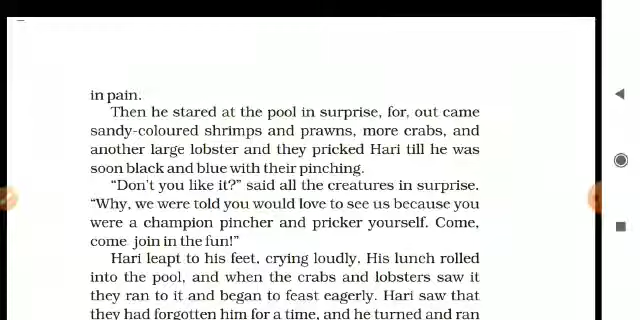 in pain.
Then he stared at the pool in surprise, for, out came
sandy-coloured shrimps and prawns, more crabs, and
another large lobster and they pricked Hari till he was
soon black and blue with their pinching.
“Don't you like it?” said all the creatures in surprise.
“Why, we were told you would love to see us because you
were a champion pincher and pricker yourself. Come,
come join in the fun!”
Hari leapt to his feet, crying loudly. His lunch rolled
into the pool, and when the crabs and lobsters saw it
they ran to it and began to feast eagerly. Hari saw that
they had forgotten him for a time, and he turned and ran